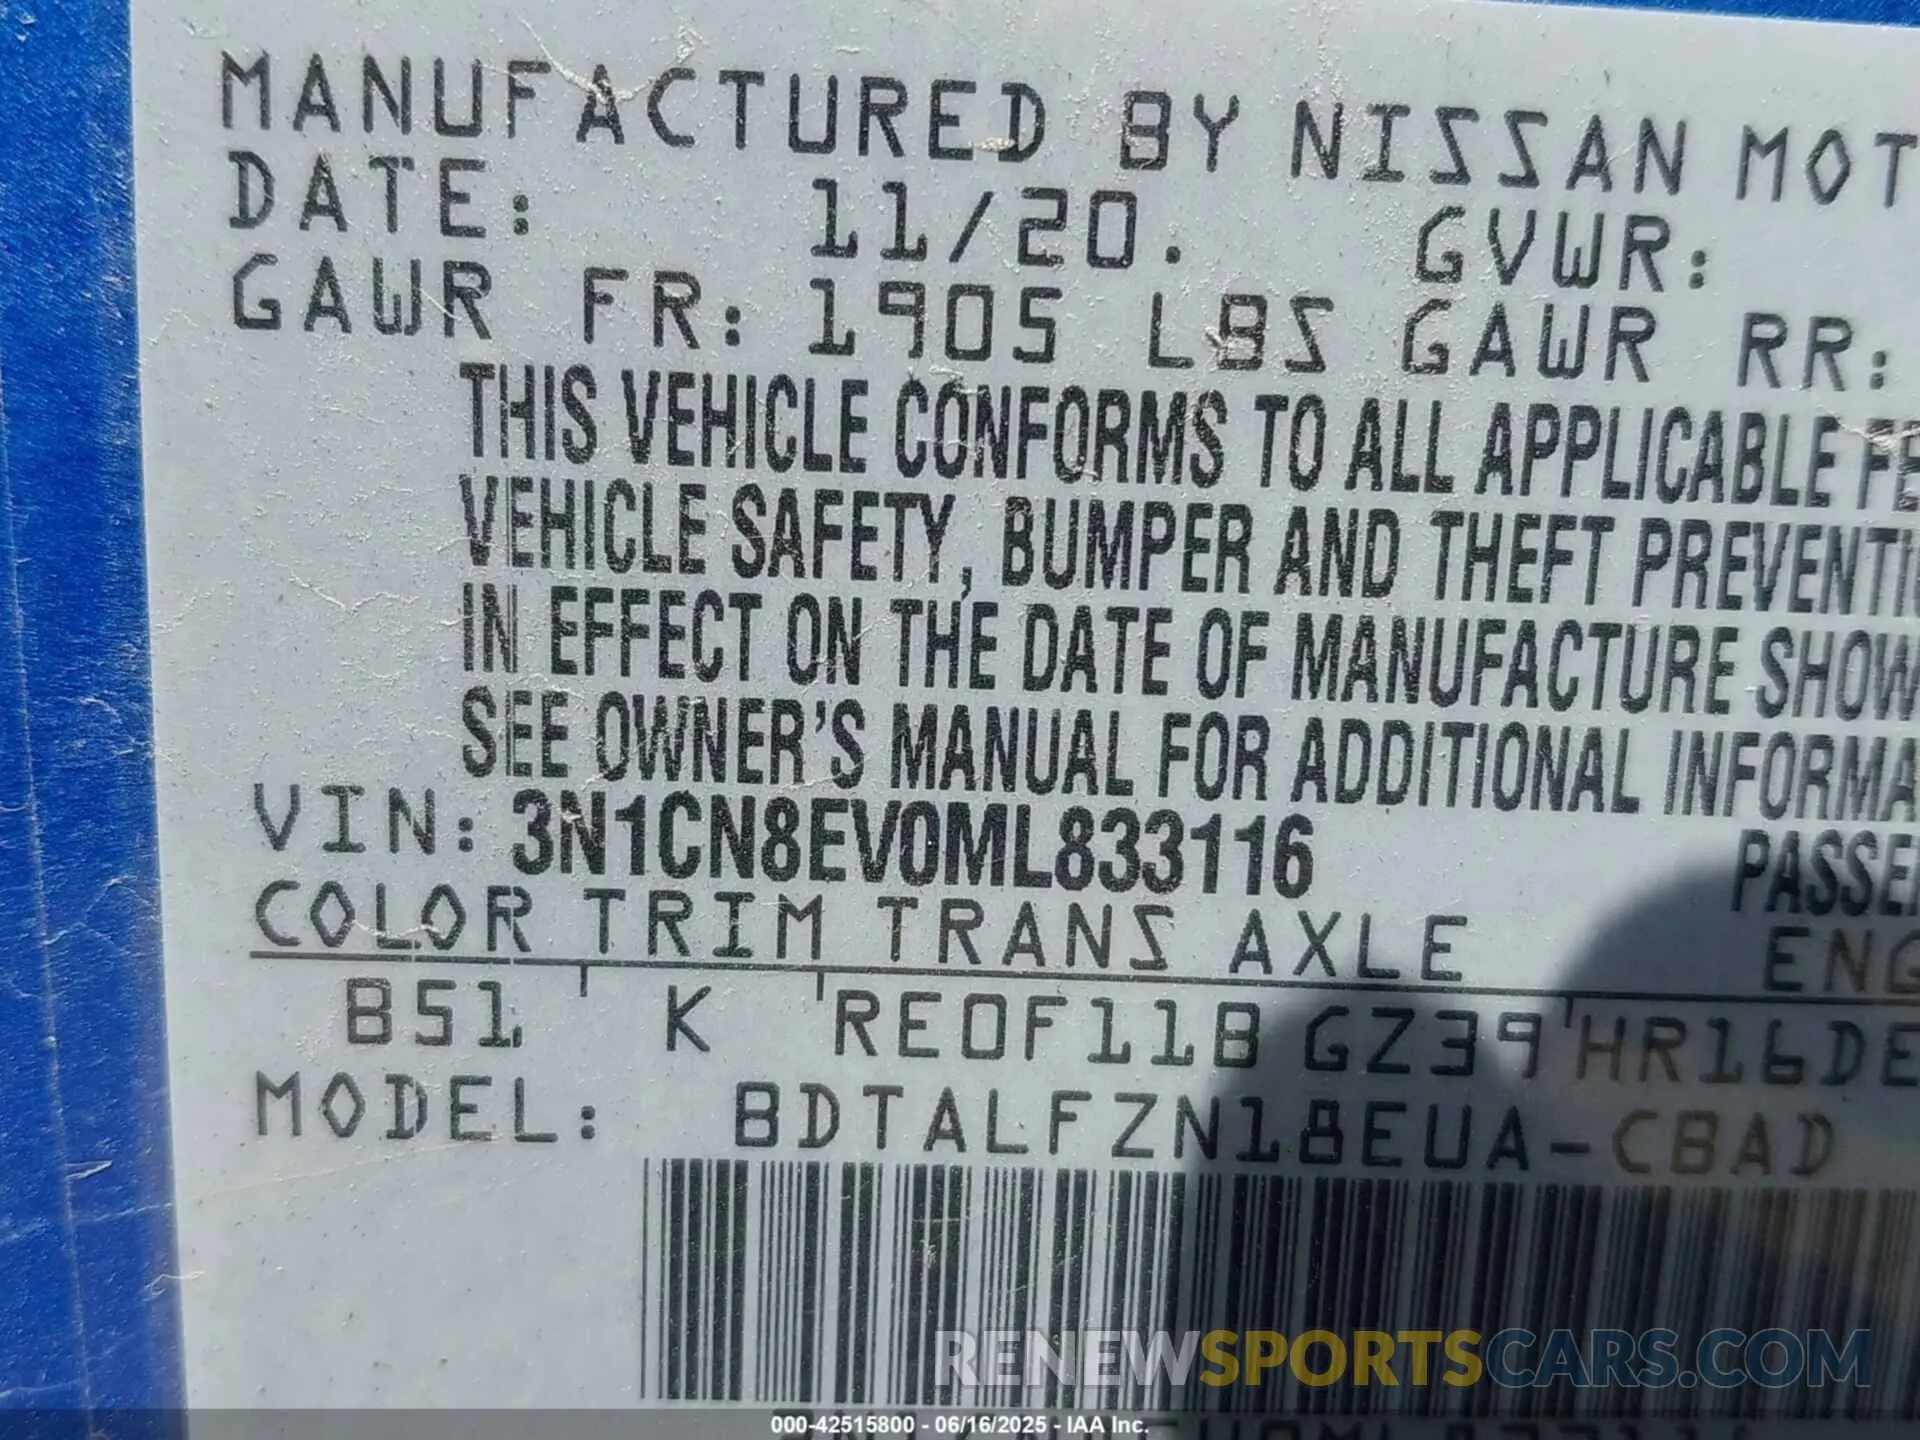 MANUFACTURED BY NISSAN MOT
DATE: 11/20. GVWR:
GAWR FR: 1905 LBS GAWR RR:
THIS VEHICLE CONFORMS TO ALL APPLICABLE FE
VEHICLE SAFETY, BUMPER AND THEFT PREVENTI
IN EFFECT ON THE DATE OF MANUFACTURE SHOW
SEE OWNER'S MANUAL FOR ADDITIONAL INFORMA
VIN: 3N1CN8EV0ML833116
PASSE
COLOR TRIM TRANS AXLE ENG
B51 K RE0F11B GZ39 HR16DE
MODEL: BDTALFZN18EUA-CBAD
RENEWSPORTSCARS.COM
000-42515800 - 06/16/2025 - IAA Inc.